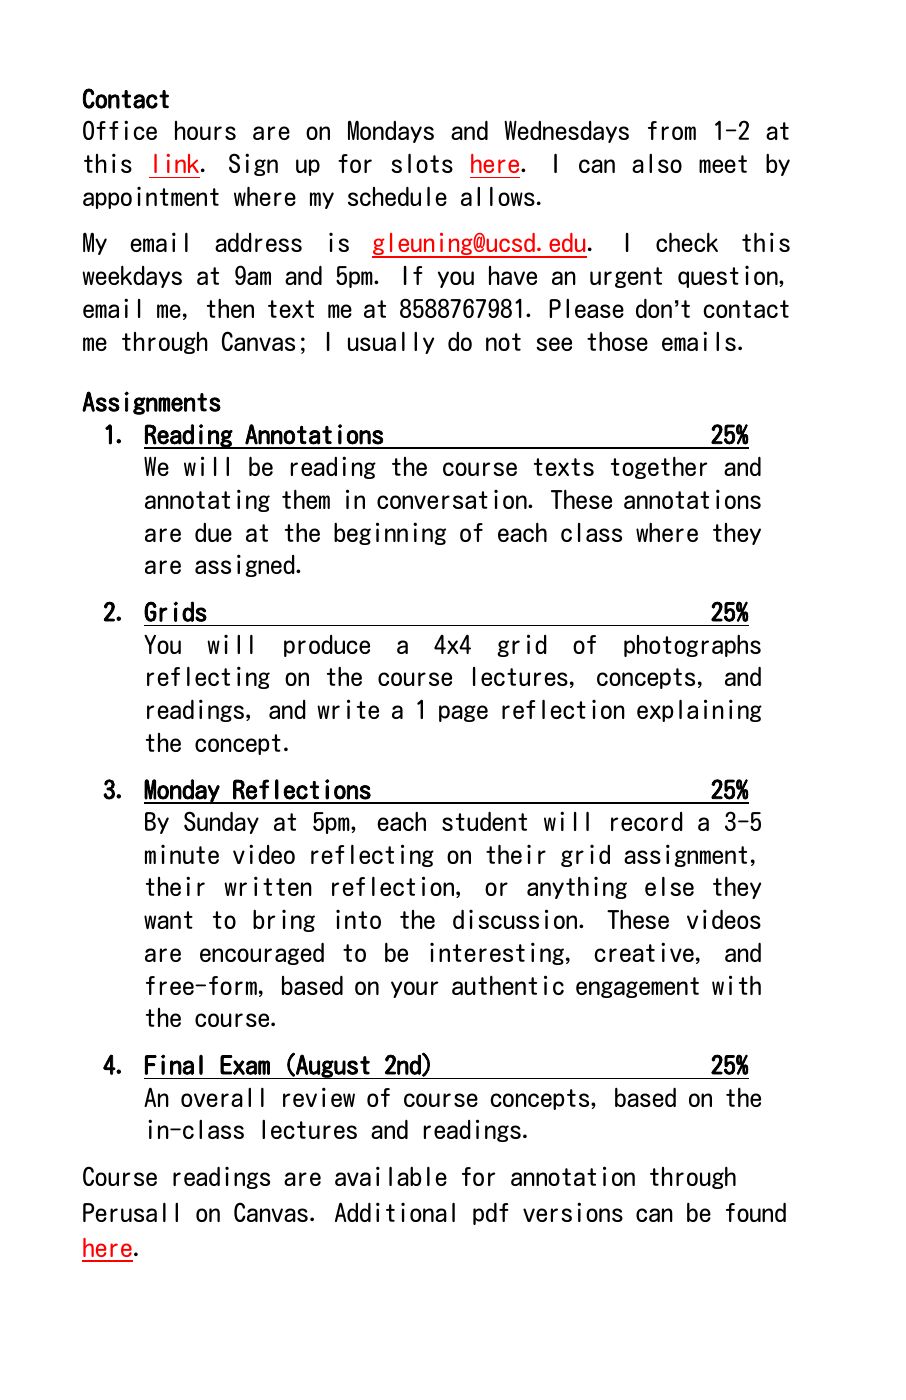 Contact
Office hours are on Mondays and Wednesdays from 1-2 at
this link. Sign up for slots here. I can also meet by
appointment where my schedule allows.
My email address is gleuning@ucsd.edu. I check this
weekdays at 9am and 5pm. If you have an urgent question,
email me, then text me at 8588767981. Please don't contact
me through Canvas; I usually do not see those emails.
Assignments
1. Reading Annotations 25%
We will be reading the course texts together and
annotating them in conversation. These annotations
are due at the beginning of each class where they
are assigned.
2. Grids 25%
You will produce a 4x4 grid of photographs
reflecting on the course lectures, concepts, and
readings, and write a 1 page reflection explaining
the concept.
3. Monday Reflections 25%
By Sunday at 5pm, each student will record a 3-5
minute video reflecting on their grid assignment,
their written reflection, or anything else they
want to bring into the discussion. These videos
are encouraged to be interesting, creative, and
free-form, based on your authentic engagement with
the course.
4. Final Exam (August 2nd) 25%
An overall review of course concepts, based on the
in-class lectures and readings.
Course readings are available for annotation through
Perusall on Canvas. Additional pdf versions can be found
here.